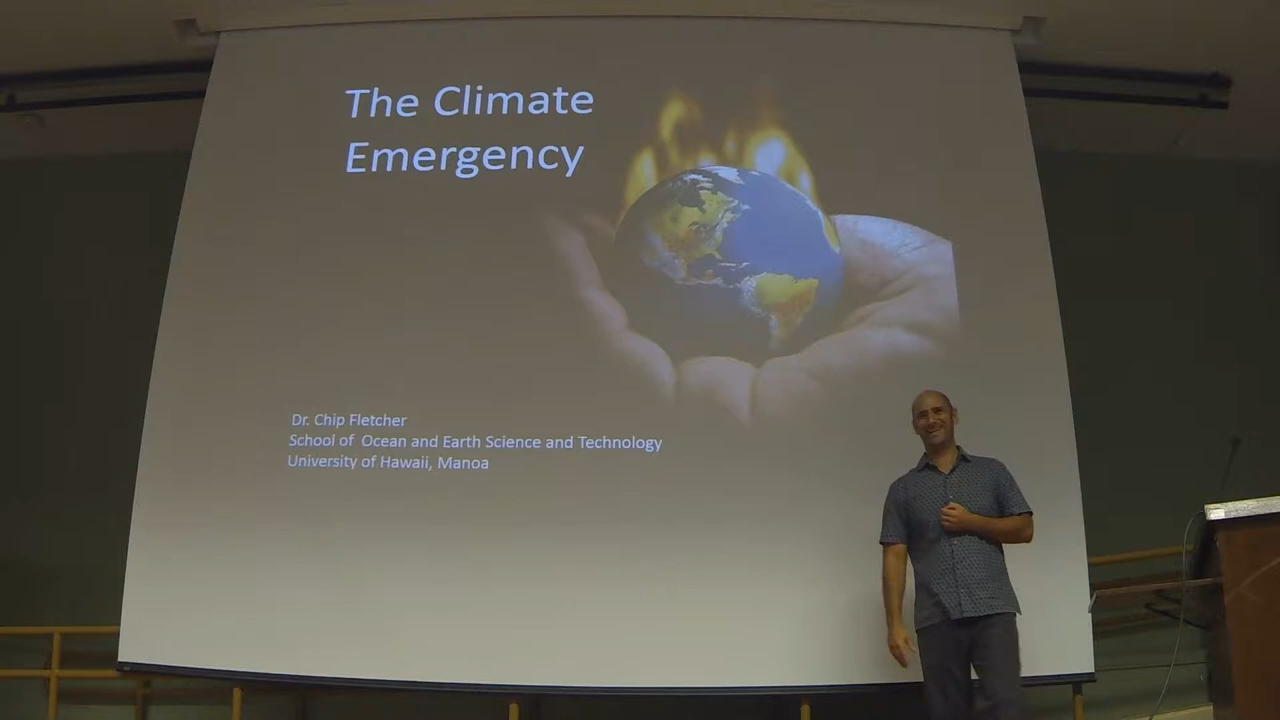 The Climate
Emergency
Dr. Chip Fletcher
School of Ocean and Earth Science and Technology
University of Hawaii, Manoa